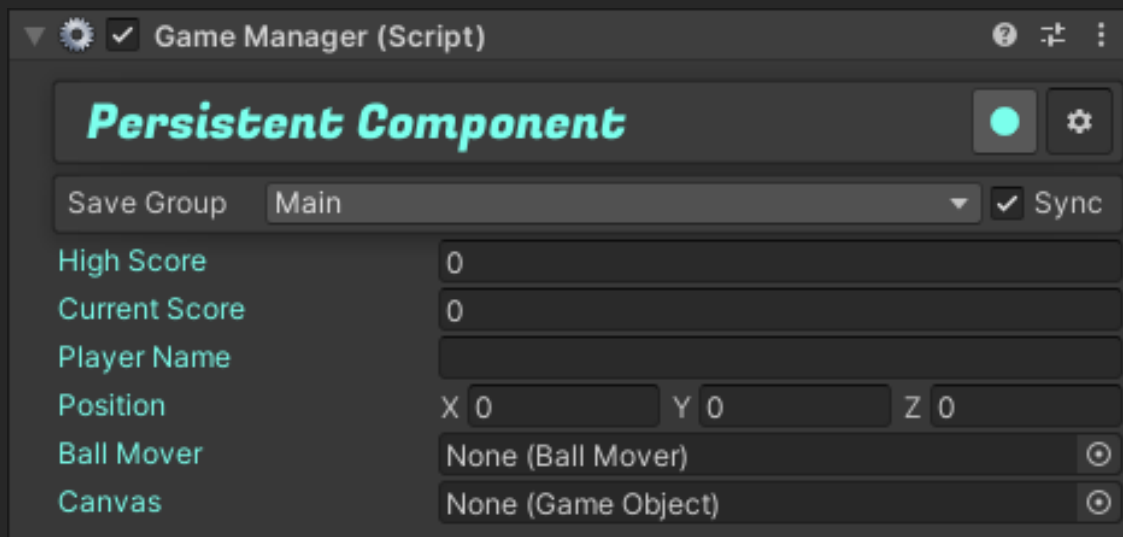 Game Manager (Script)
Persistent Component
Save Group Main Sync
High Score 0
Current Score 0
Player Name
Position X 0 Y 0 Z 0
Ball Mover None (Ball Mover)
Canvas None (Game Object)